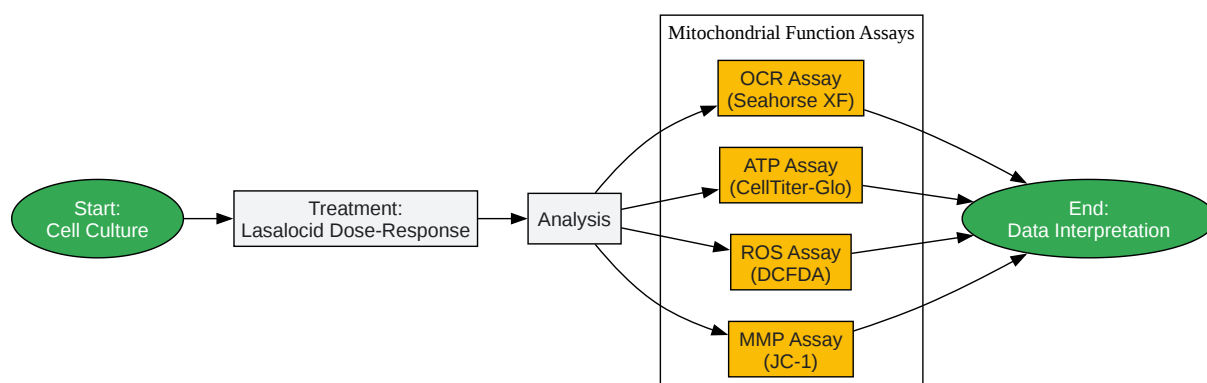 Mitochondrial Function Assays
Start:
Cell Culture
Treatment:
Lasalocid Dose-Response
Analysis
OCR Assay
(Seahorse XF)
ATP Assay
(CellTiter-Glo)
ROS Assay
(DCFDA)
MMP Assay
(JC-1)
End:
Data Interpretation